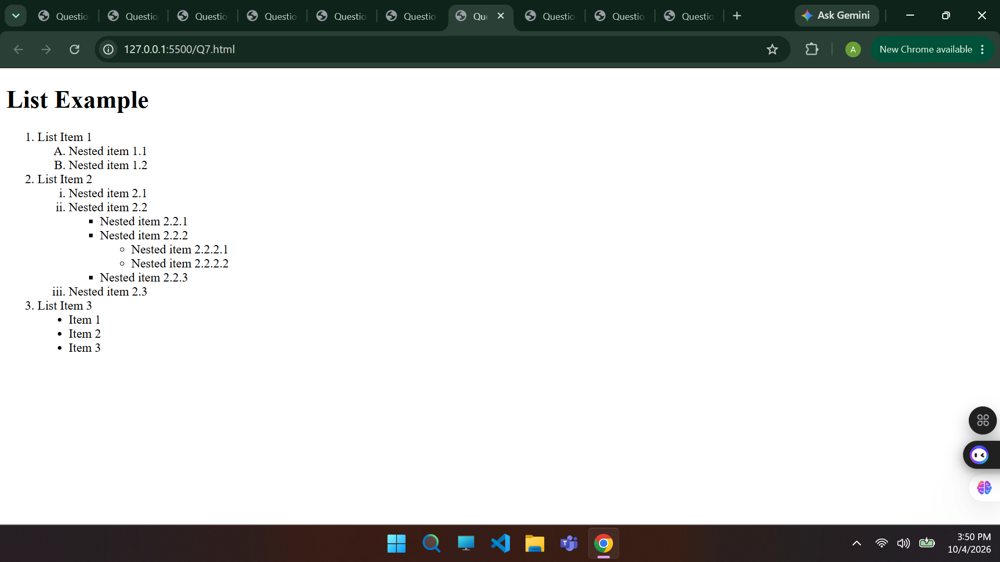 Questio
Questio
Questio
Questio
Questio
Questio
Que
Questio
Questio
Questio
Ask Gemini
127.0.0.1:5500/Q7.html
A
New Chrome available
List Example
1. List Item 1
A. Nested item 1.1
B. Nested item 1.2
2. List Item 2
i. Nested item 2.1
ii. Nested item 2.2
▪ Nested item 2.2.1
▪ Nested item 2.2.2
◦ Nested item 2.2.2.1
◦ Nested item 2.2.2.2
▪ Nested item 2.2.3
iii. Nested item 2.3
3. List Item 3
• Item 1
• Item 2
• Item 3
3:50 PM
10/4/2026